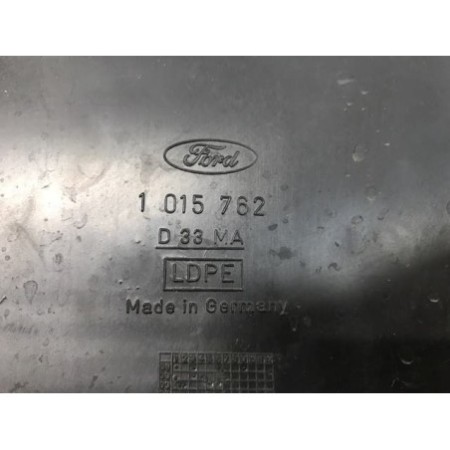 Ford
1 015 762
D 33 MA
LDPE
Made in Germany